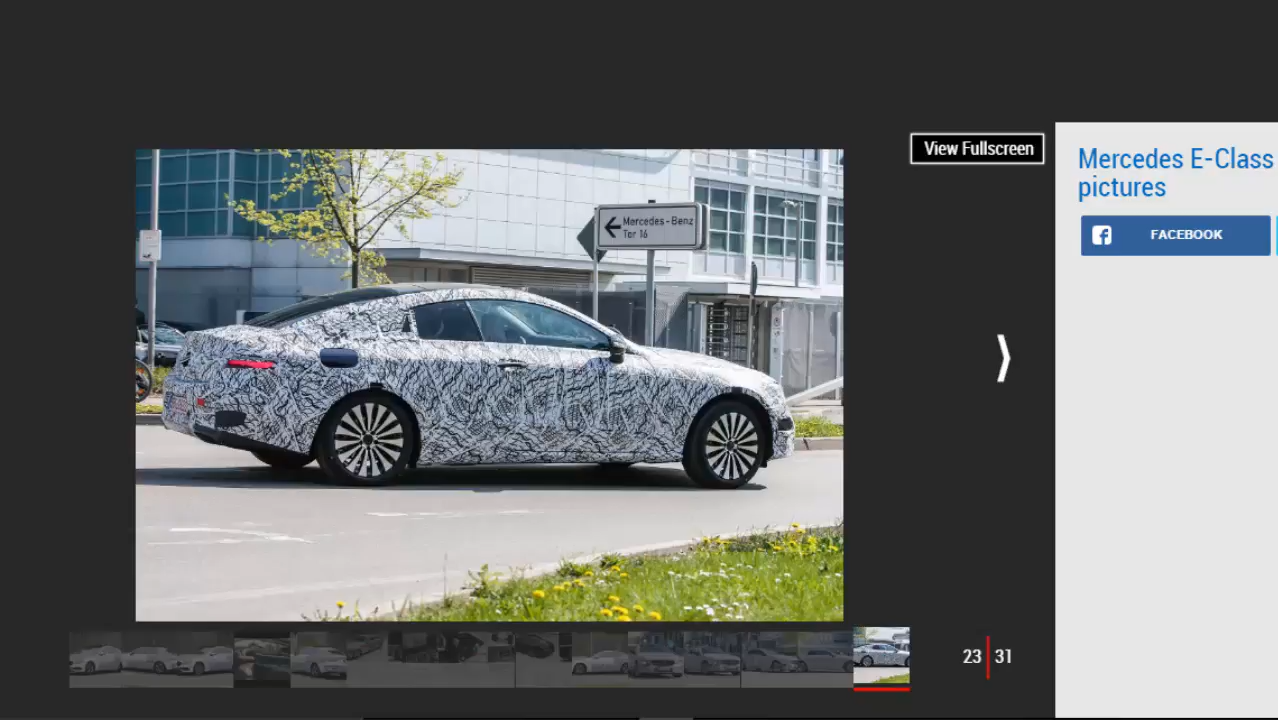 View Fullscreen
Mercedes E-Class
pictures
FACEBOOK
Mercedes-Benz
Tor 16
23 31